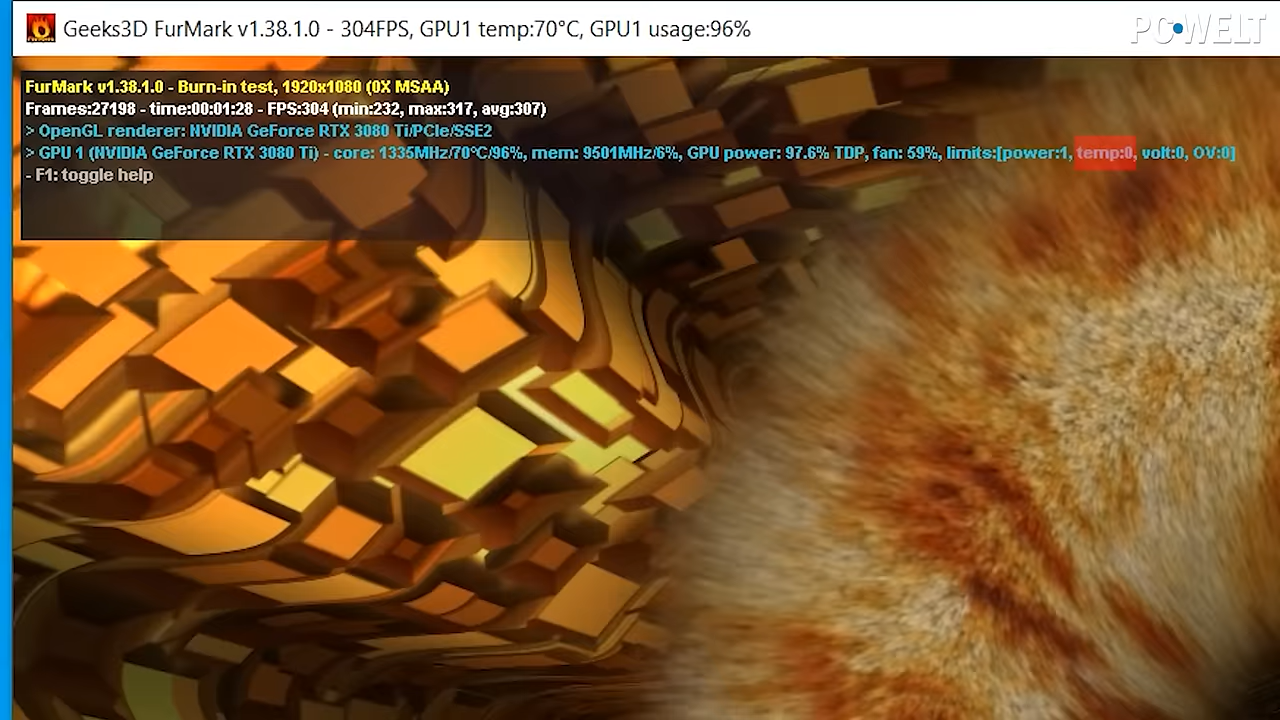 Geeks3D FurMark v1.38.1.0 - 304FPS, GPU1 temp:70°C, GPU1 usage:96%
PC WELT
FurMark v1.38.1.0 - Burn-in test, 1920x1080 (0X MSAA)
Frames:27198 - time:00:01:28 - FPS:304 (min:232, max:317, avg:307)
> OpenGL renderer: NVIDIA GeForce RTX 3080 Ti/PCIe/SSE2
> GPU 1 (NVIDIA GeForce RTX 3080 Ti) - core: 1335MHz/70°C/96%, mem: 9501MHz/6%, GPU power: 97.6% TDP, fan: 59%, limits:[power:1, temp:0, volt:0, OV:0]
- F1: toggle help